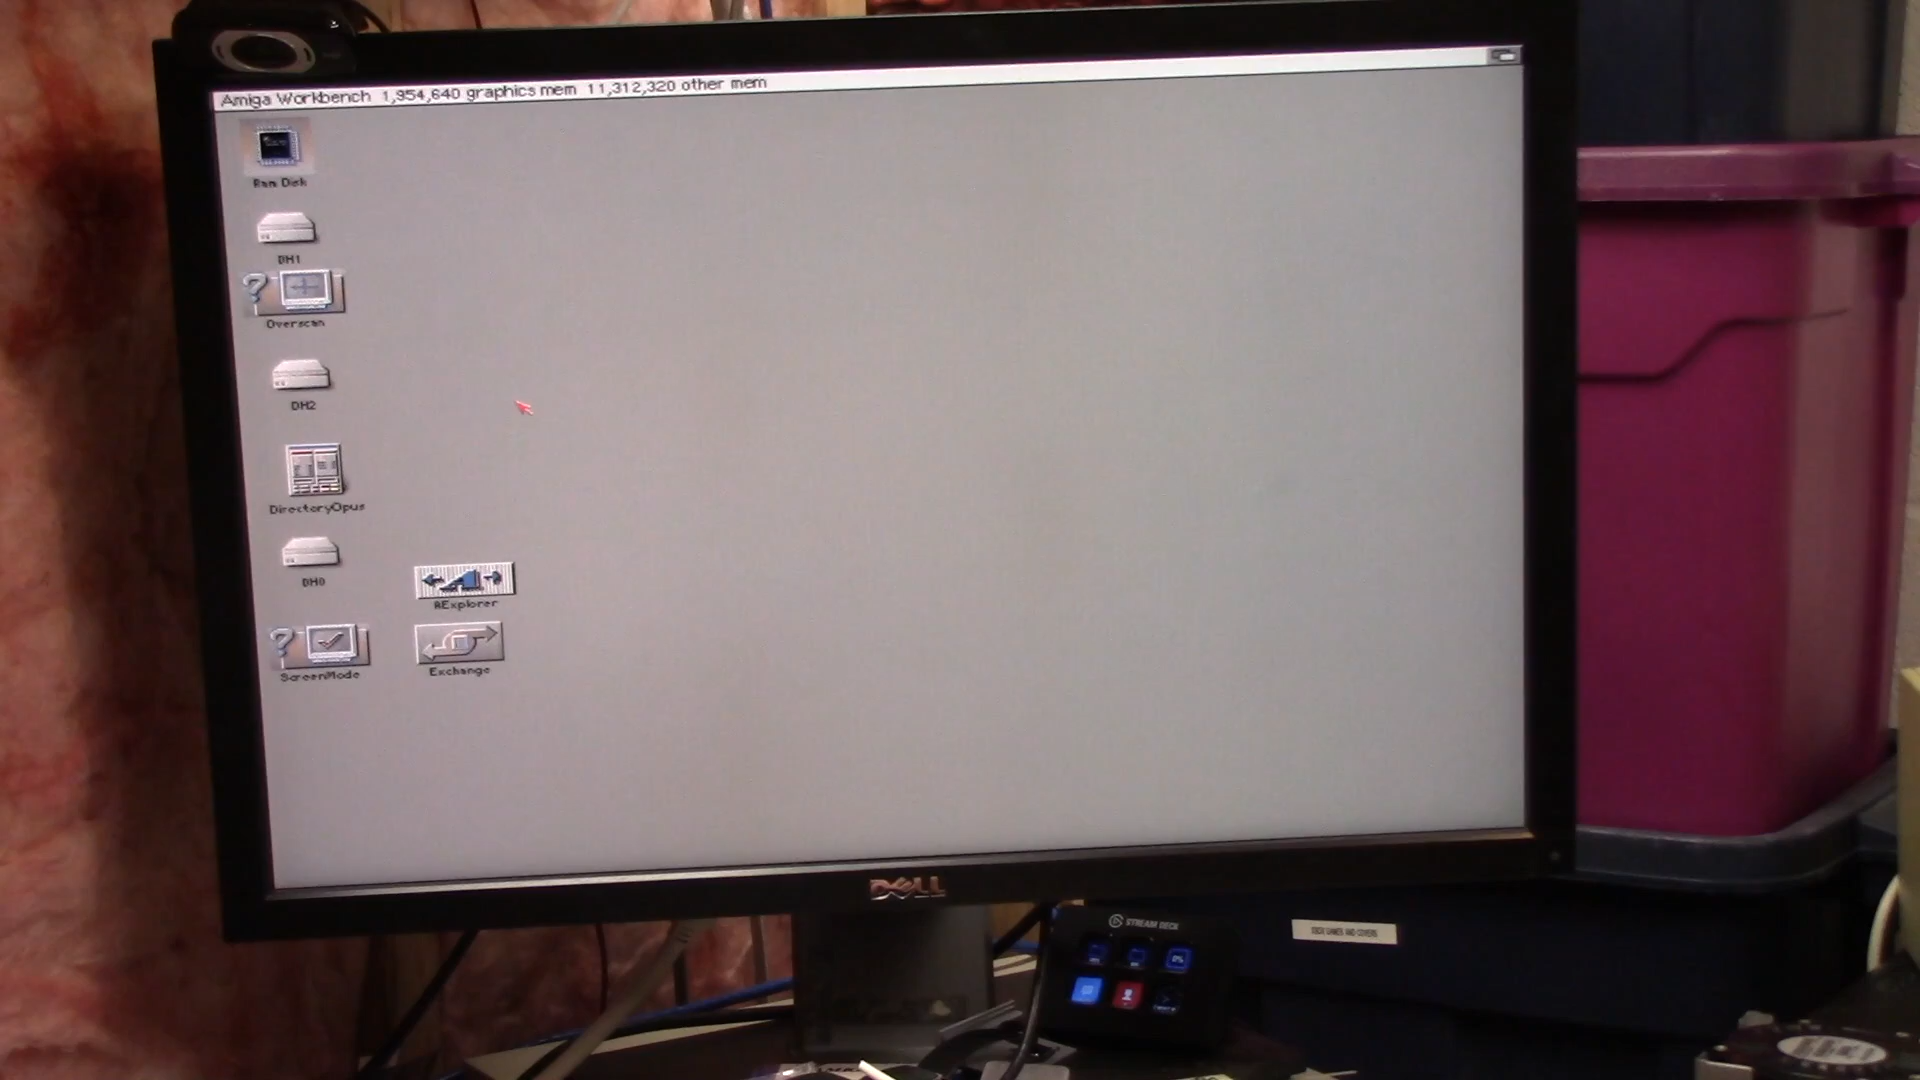 Amiga Workbench 1,954,640 graphics mem 11,312,320 other mem
Ram Disk
DH1
Overscan
DH2
DirectoryOpus
DH0
AExplorer
ScreenMode
Exchange
DELL
STREAM DECK